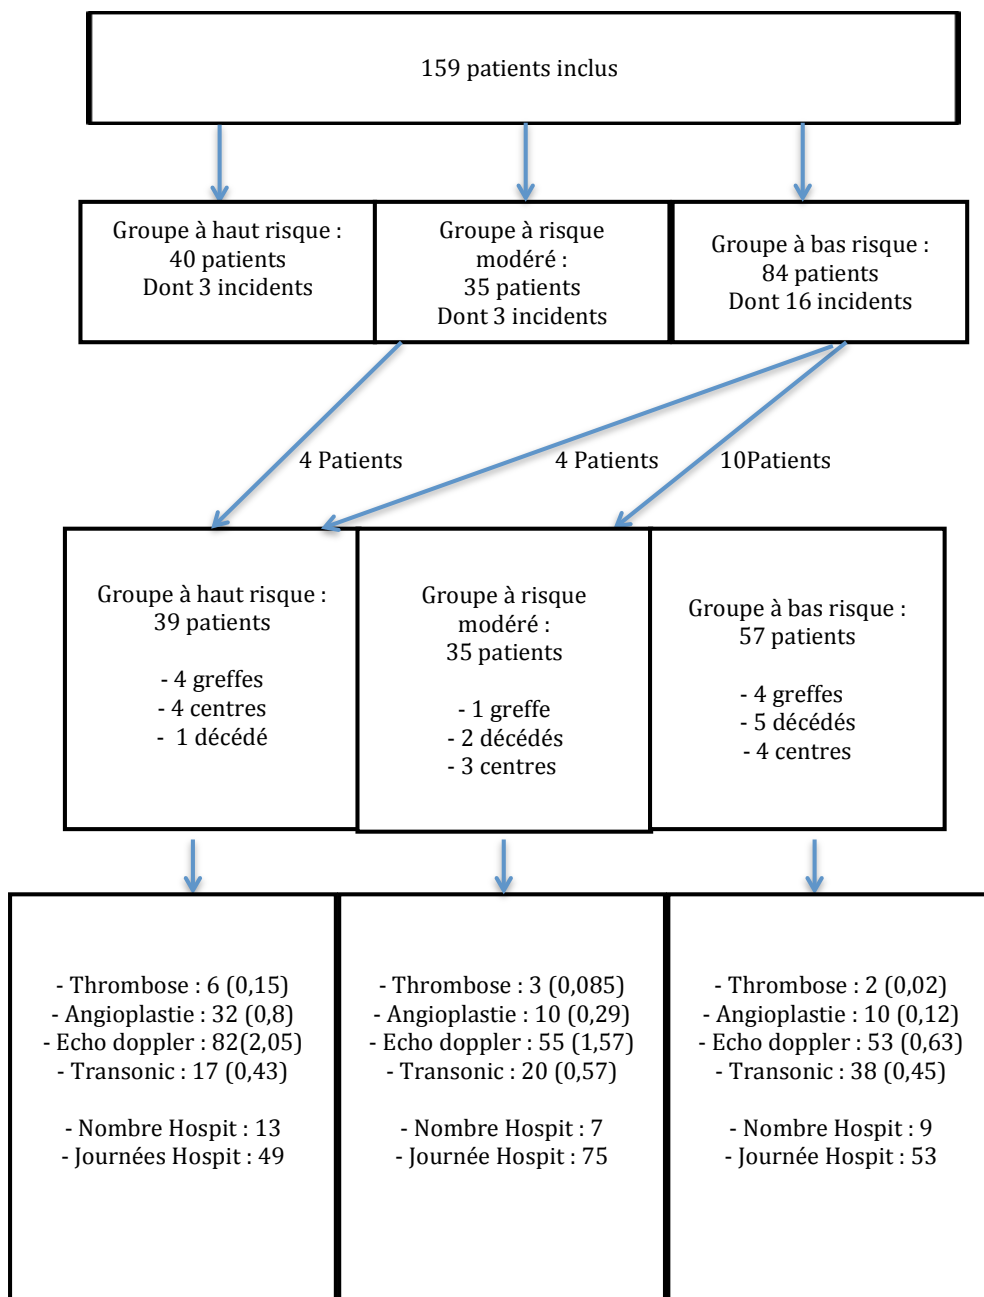 159 patients inclus
Groupe à haut risque :
40 patients
Dont 3 incidents
Groupe à risque
modéré :
35 patients
Dont 3 incidents
Groupe à bas risque :
84 patients
Dont 16 incidents
4 Patients
4 Patients
10Patients
Groupe à haut risque :
39 patients
- 4 greffes
- 4 centres
- 1 décédé
Groupe à risque
modéré :
35 patients
- 1 greffe
- 2 décédés
- 3 centres
Groupe à bas risque :
57 patients
- 4 greffes
- 5 décédés
- 4 centres
- Thrombose : 6 (0,15)
- Angioplastie : 32 (0,8)
- Echo doppler : 82(2,05)
- Transonic : 17 (0,43)
- Nombre Hospit : 13
- Journées Hospit : 49
- Thrombose : 3 (0,085)
- Angioplastie : 10 (0,29)
- Echo doppler : 55 (1,57)
- Transonic : 20 (0,57)
- Nombre Hospit : 7
- Journée Hospit : 75
- Thrombose : 2 (0,02)
- Angioplastie : 10 (0,12)
- Echo doppler : 53 (0,63)
- Transonic : 38 (0,45)
- Nombre Hospit : 9
- Journée Hospit : 53